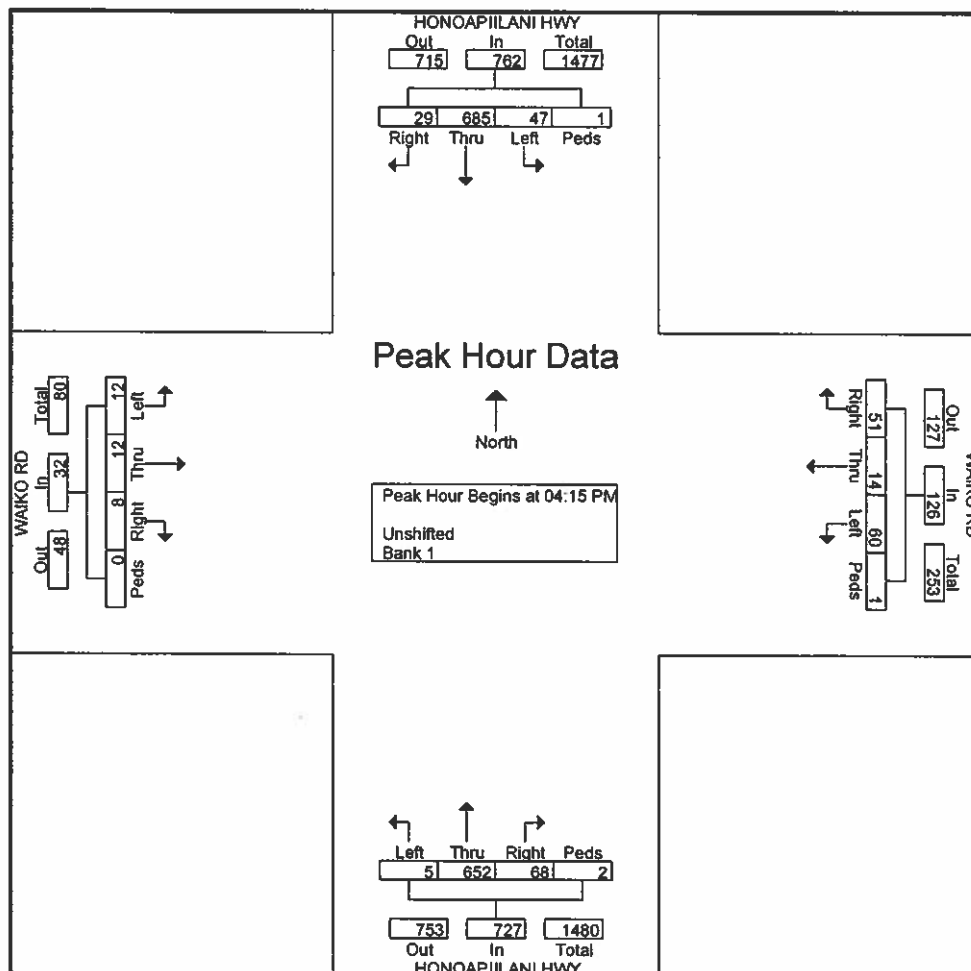 HONOAPIILANI HWY
Out In Total
715 762 1477
29 685 47 1
Right Thru Left Peds
Peak Hour Data
North
Peak Hour Begins at 04:15 PM
Unshifted
Bank 1
WAIKO RD
Total In Out
80 32 48
12 12 8 0
Left Thru Right Peds
Right Thru Left Peds
51 14 60 1
Out In Total
127 126 253
WAIKO RD
Left Thru Right Peds
5 652 68 2
753 727 1480
Out In Total
HONOAPIILANI HWY